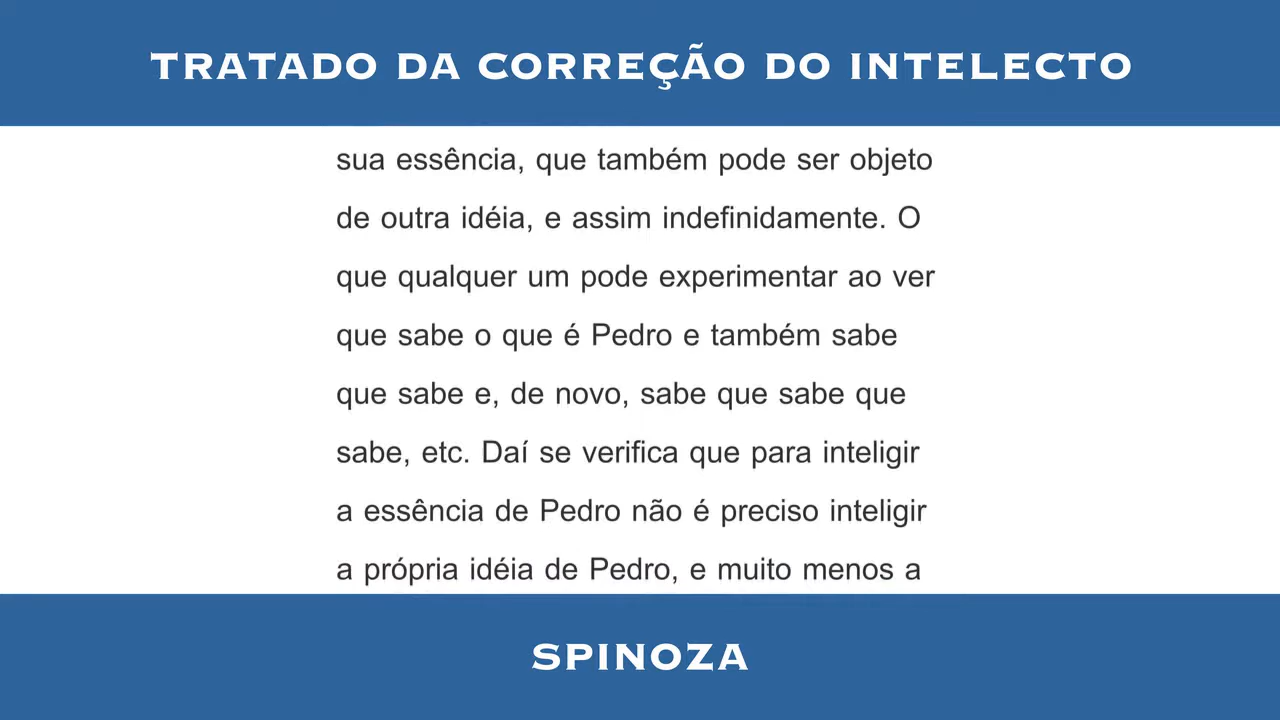 TRATADO DA CORREÇÃO DO INTELECTO
sua essência, que também pode ser objeto
de outra idéia, e assim indefinidamente. O
que qualquer um pode experimentar ao ver
que sabe o que é Pedro e também sabe
que sabe e, de novo, sabe que sabe que
sabe, etc. Daí se verifica que para inteligir
a essência de Pedro não é preciso inteligir
a própria idéia de Pedro, e muito menos a
SPINOZA